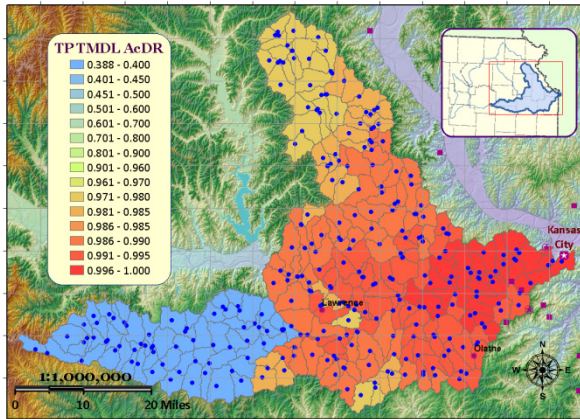 TP TMDL AcDR
0.388 - 0.400
0.401 - 0.450
0.451 - 0.500
0.501 - 0.600
0.601 - 0.700
0.701 - 0.800
0.801 - 0.900
0.901 - 0.960
0.961 - 0.970
0.971 - 0.980
0.981 - 0.985
0.986 - 0.985
0.986 - 0.990
0.991 - 0.995
0.996 - 1.000
Kansas
City
Lawrence
Olathe
N
W E
S
1:1,000,000
0 10 20 Miles